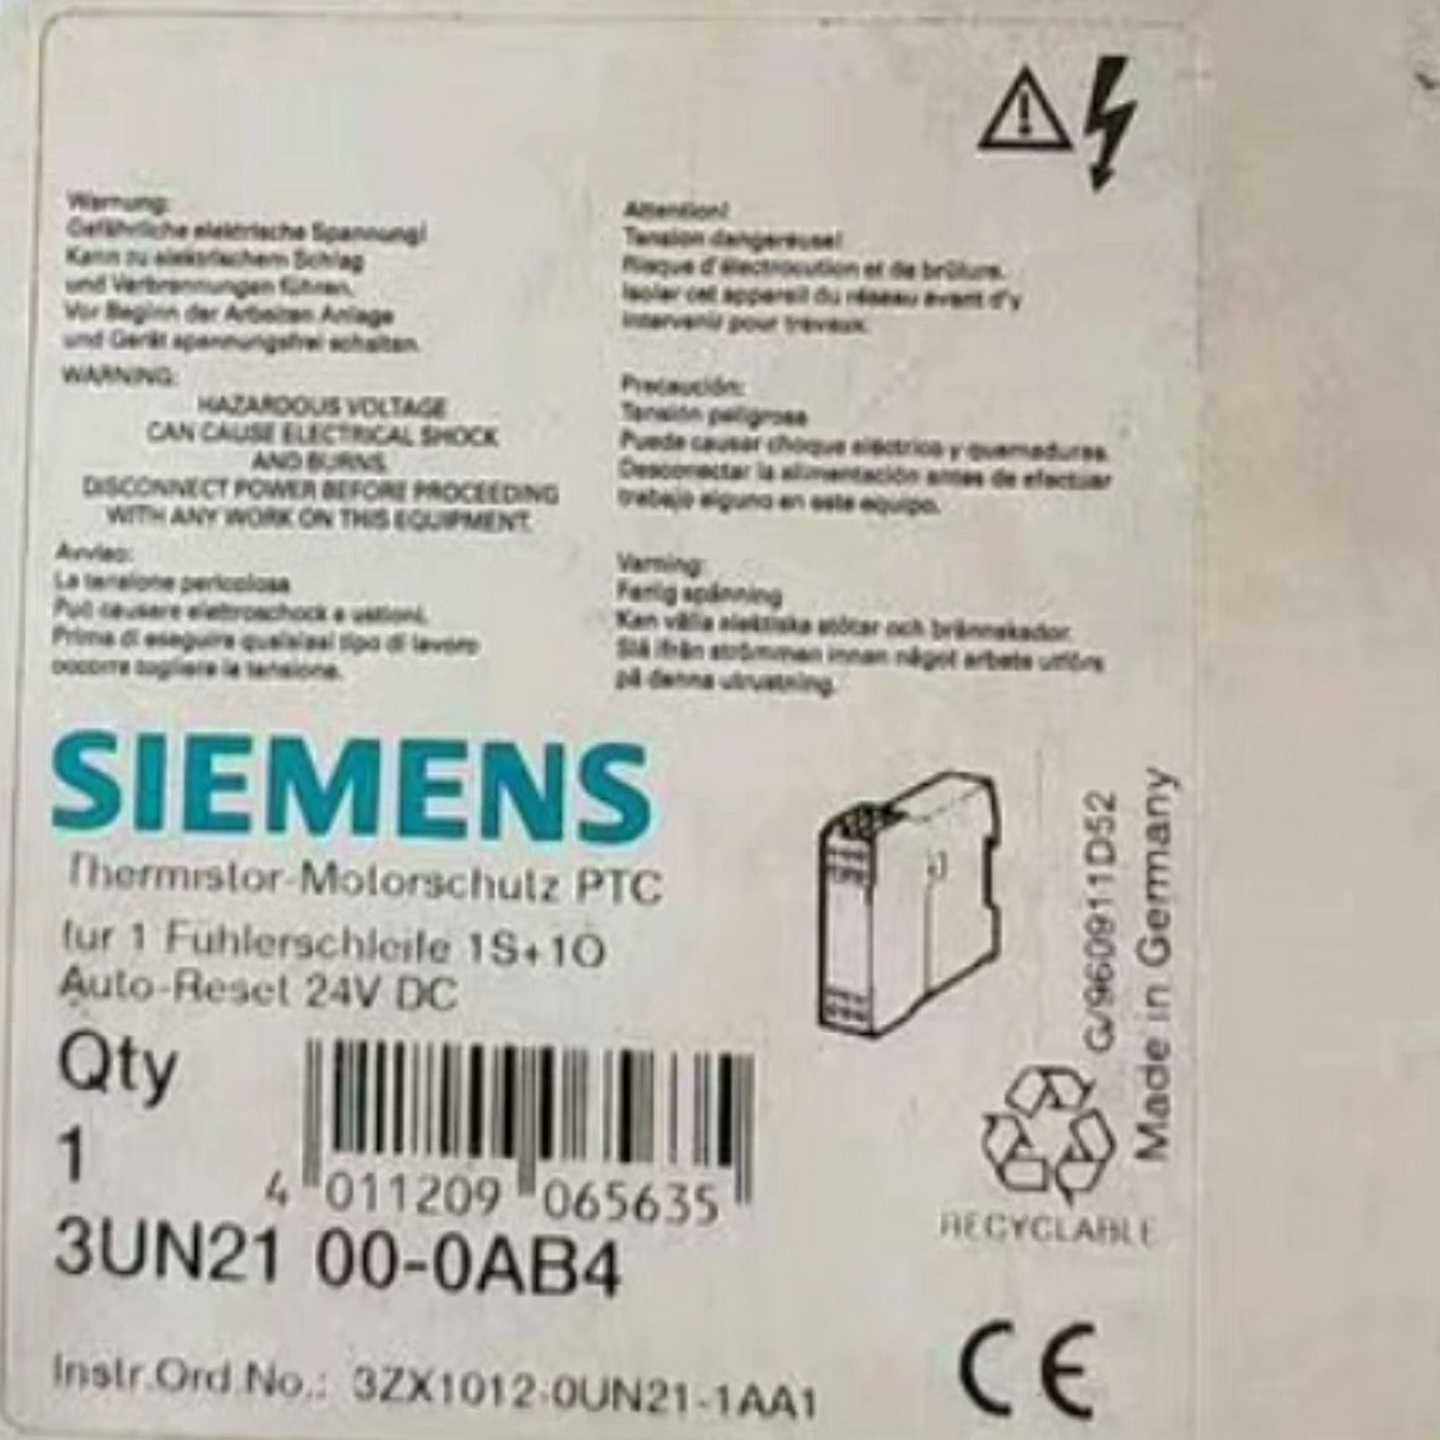 Warnung:
Gefährliche elektrische Spannung!
Kann zu elektrischem Schlag
und Verbrennungen führen.
Vor Beginn der Arbeiten Anlage
und Gerät spannungsfrei schalten.
WARNING:
HAZARDOUS VOLTAGE
CAN CAUSE ELECTRICAL SHOCK
AND BURNS.
DISCONNECT POWER BEFORE PROCEEDING
WITH ANY WORK ON THIS EQUIPMENT.
Avviso:
La tensione pericolosa
Può causare elettroschock e ustioni.
Prima di eseguire qualsiasi tipo di lavoro
occorre togliere la tensione.
Attention!
Tension dangereuse!
Risque d'électrocution et de brûlure.
Isoler cet appareil du réseau avant d'y
intervenir pour travaux.
Precaución:
Tensión peligrosa
Puede causar choque eléctrico y quemaduras.
Desconectar la alimentación antes de efectuar
trabajo alguno en este equipo.
Varning:
Farlig spänning
Kan vålla elektiska stötar och brännskador.
Slå ifrån strömmen innan något arbete utförs
på denna utrustning.
SIEMENS
Thermistor-Motorschutz PTC
für 1 Fühlerschleife 1S+1Ö
Auto-Reset 24V DC
Qty
1
4 011209 065635
3UN21 00-0AB4
Instr.Ord.No.: 3ZX1012-0UN21-1AA1
G/960911D52
Made in Germany
RECYCLABLE
CE